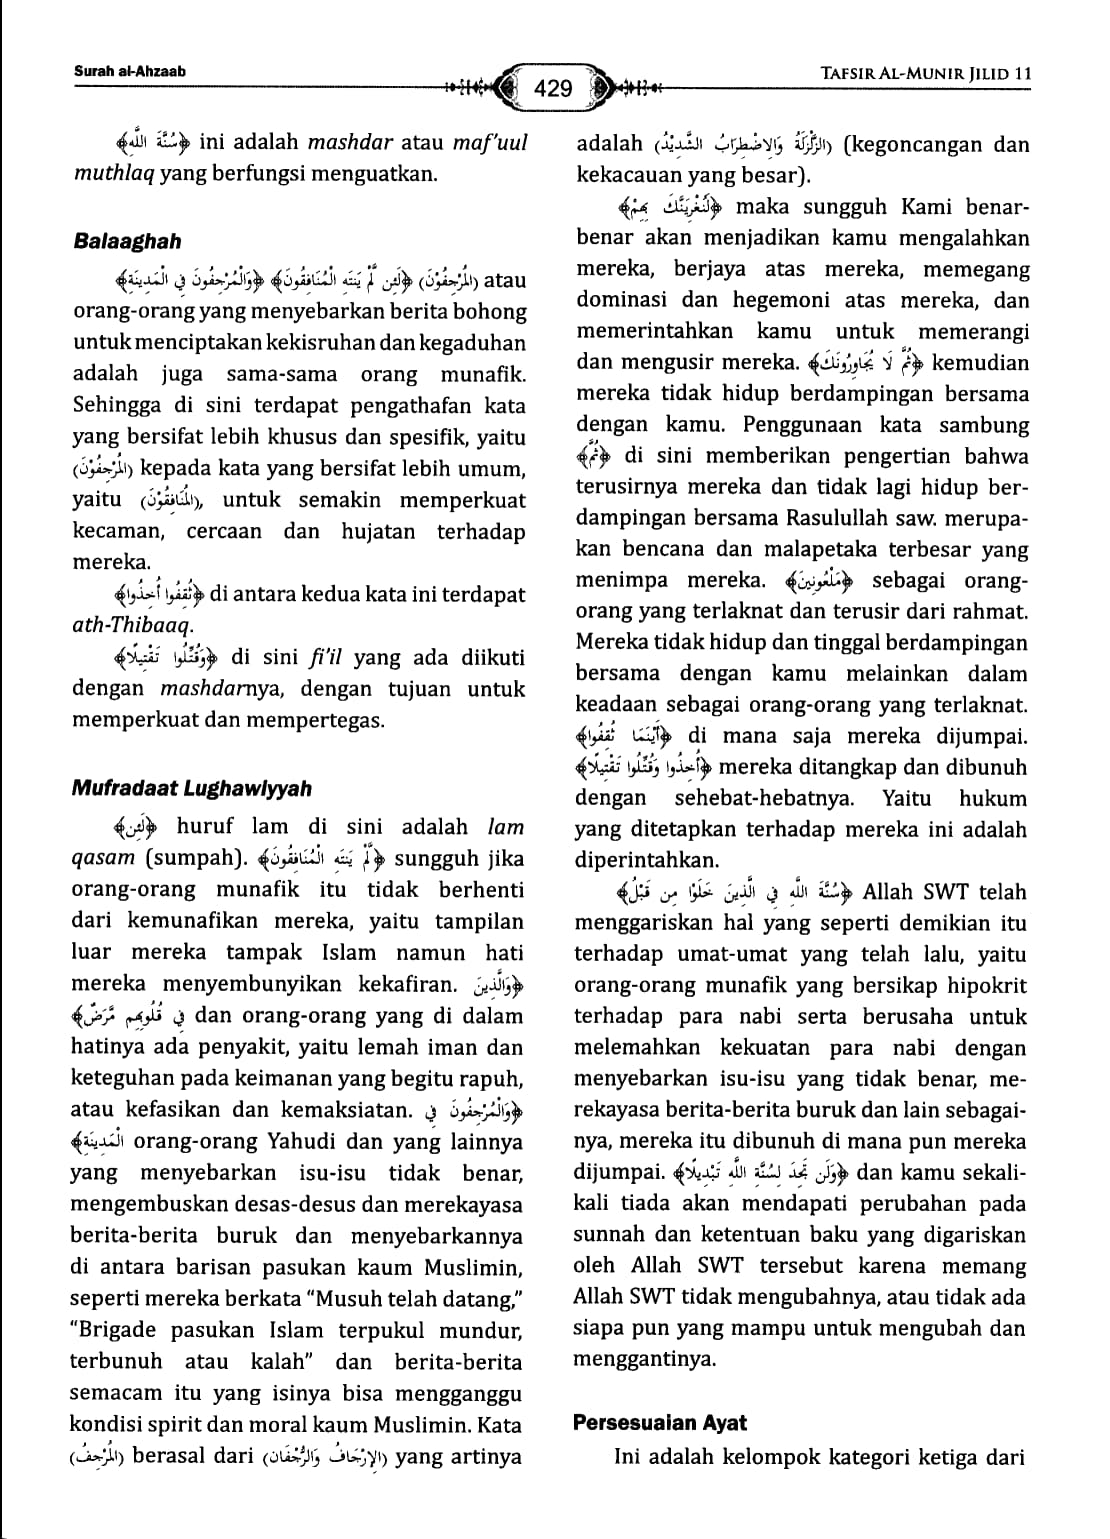 Surah al-Ahzaab
429
TAFSIR AL-MUNIR JILID 11
﴿سُنَّةَ اللَّهِ﴾ ini adalah mashdar atau maf'uul
muthlaq yang berfungsi menguatkan.
Balaaghah
﴿لَئِن لَّمْ يَنتَهِ الْمُنَافِقُونَ﴾ ﴿وَالْمُرْجِفُونَ فِي الْمَدِينَةِ﴾ (الْمُرْجِفُوْنَ) atau
orang-orang yang menyebarkan berita bohong
untuk menciptakan kekisruhan dan kegaduhan
adalah juga sama-sama orang munafik.
Sehingga di sini terdapat pengathafan kata
yang bersifat lebih khusus dan spesifik, yaitu
(الْمُرْجِفُوْنَ) kepada kata yang bersifat lebih umum,
yaitu (الْمُنَافِقُوْنَ), untuk semakin memperkuat
kecaman, cercaan dan hujatan terhadap
mereka.
﴿ثُقِفُوا أُخِذُوا﴾ di antara kedua kata ini terdapat
ath-Thibaaq.
﴿وَقُتِّلُوا تَقْتِيلًا﴾ di sini fi'il yang ada diikuti
dengan mashdarnya, dengan tujuan untuk
memperkuat dan mempertegas.
Mufradaat Lughawiyyah
﴿لَئِن﴾ huruf lam di sini adalah lam
qasam (sumpah). ﴿لَّمْ يَنتَهِ الْمُنَافِقُونَ﴾ sungguh jika
orang-orang munafik itu tidak berhenti
dari kemunafikan mereka, yaitu tampilan
luar mereka tampak Islam namun hati
mereka menyembunyikan kekafiran. ﴿وَالَّذِينَ
فِي قُلُوبِهِم مَّرَضٌ﴾ dan orang-orang yang di dalam
hatinya ada penyakit, yaitu lemah iman dan
keteguhan pada keimanan yang begitu rapuh,
atau kefasikan dan kemaksiatan. ﴿وَالْمُرْجِفُونَ فِي
الْمَدِينَةِ﴾ orang-orang Yahudi dan yang lainnya
yang menyebarkan isu-isu tidak benar,
mengembuskan desas-desus dan merekayasa
berita-berita buruk dan menyebarkannya
di antara barisan pasukan kaum Muslimin,
seperti mereka berkata “Musuh telah datang,”
“Brigade pasukan Islam terpukul mundur,
terbunuh atau kalah” dan berita-berita
semacam itu yang isinya bisa mengganggu
kondisi spirit dan moral kaum Muslimin. Kata
(الْمُرْجِفُ) berasal dari (الإِرْجَافُ وَالرُّجْفَان) yang artinya
adalah (الزَّلْزَلَةُ وَالاِضْطِرَابُ الشَّدِيْدُ) (kegoncangan dan
kekacauan yang besar).
﴿لَنُغْرِيَنَّكَ بِهِمْ﴾ maka sungguh Kami benar-
benar akan menjadikan kamu mengalahkan
mereka, berjaya atas mereka, memegang
dominasi dan hegemoni atas mereka, dan
memerintahkan kamu untuk memerangi
dan mengusir mereka. ﴿ثُمَّ لَا يُجَاوِرُونَكَ﴾ kemudian
mereka tidak hidup berdampingan bersama
dengan kamu. Penggunaan kata sambung
﴿ثُمَّ﴾ di sini memberikan pengertian bahwa
terusirnya mereka dan tidak lagi hidup ber-
dampingan bersama Rasulullah saw. merupa-
kan bencana dan malapetaka terbesar yang
menimpa mereka. ﴿مَلْعُونِينَ﴾ sebagai orang-
orang yang terlaknat dan terusir dari rahmat.
Mereka tidak hidup dan tinggal berdampingan
bersama dengan kamu melainkan dalam
keadaan sebagai orang-orang yang terlaknat.
﴿أَيْنَمَا ثُقِفُوا﴾ di mana saja mereka dijumpai.
﴿أُخِذُوا وَقُتِّلُوا تَقْتِيلًا﴾ mereka ditangkap dan dibunuh
dengan sehebat-hebatnya. Yaitu hukum
yang ditetapkan terhadap mereka ini adalah
diperintahkan.
﴿سُنَّةَ اللَّهِ فِي الَّذِينَ خَلَوْا مِن قَبْلُ﴾ Allah SWT telah
menggariskan hal yang seperti demikian itu
terhadap umat-umat yang telah lalu, yaitu
orang-orang munafik yang bersikap hipokrit
terhadap para nabi serta berusaha untuk
melemahkan kekuatan para nabi dengan
menyebarkan isu-isu yang tidak benar, me-
rekayasa berita-berita buruk dan lain sebagai-
nya, mereka itu dibunuh di mana pun mereka
dijumpai. ﴿وَلَن تَجِدَ لِسُنَّةِ اللَّهِ تَبْدِيلًا﴾ dan kamu sekali-
kali tiada akan mendapati perubahan pada
sunnah dan ketentuan baku yang digariskan
oleh Allah SWT tersebut karena memang
Allah SWT tidak mengubahnya, atau tidak ada
siapa pun yang mampu untuk mengubah dan
menggantinya.
Persesuaian Ayat
Ini adalah kelompok kategori ketiga dari